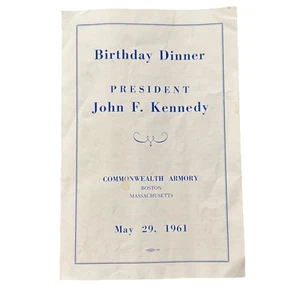 Birthday Dinner
PRESIDENT
John F. Kennedy
COMMONWEALTH ARMORY
BOSTON
MASSACHUSETTS
May 29, 1961